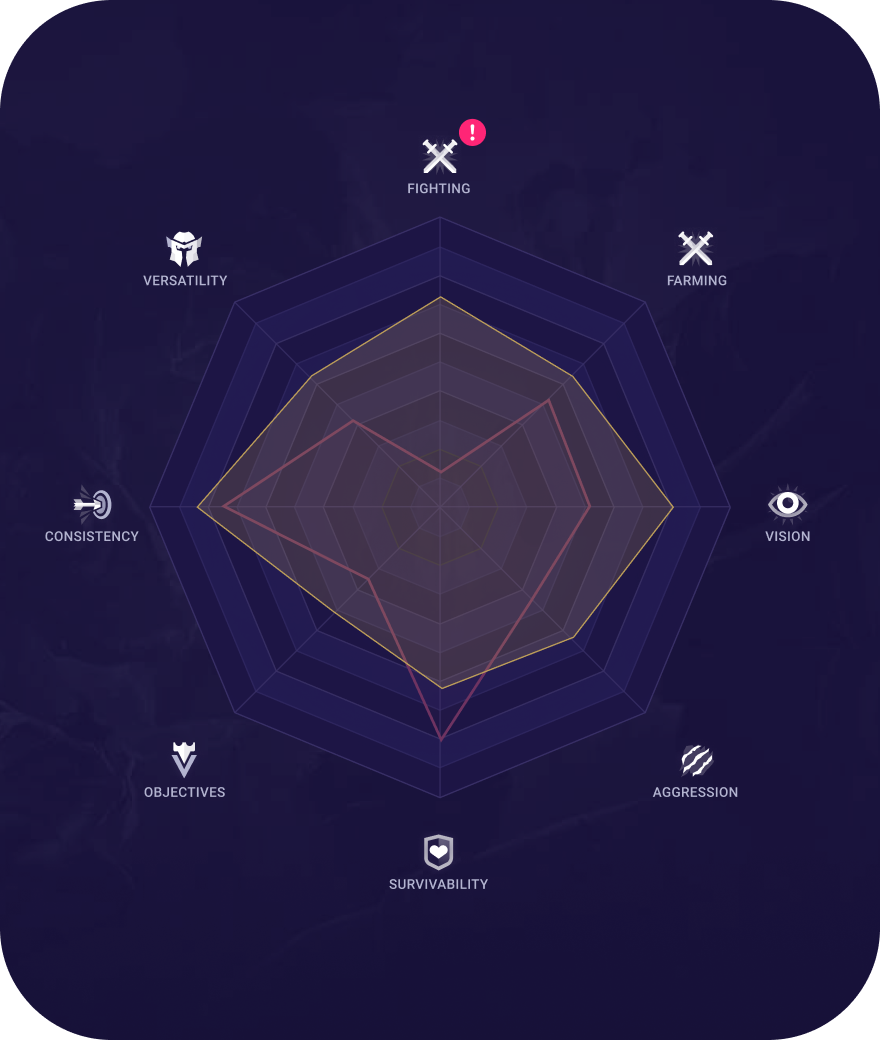 !
FIGHTING
VERSATILITY
FARMING
CONSISTENCY
VISION
OBJECTIVES
AGGRESSION
SURVIVABILITY